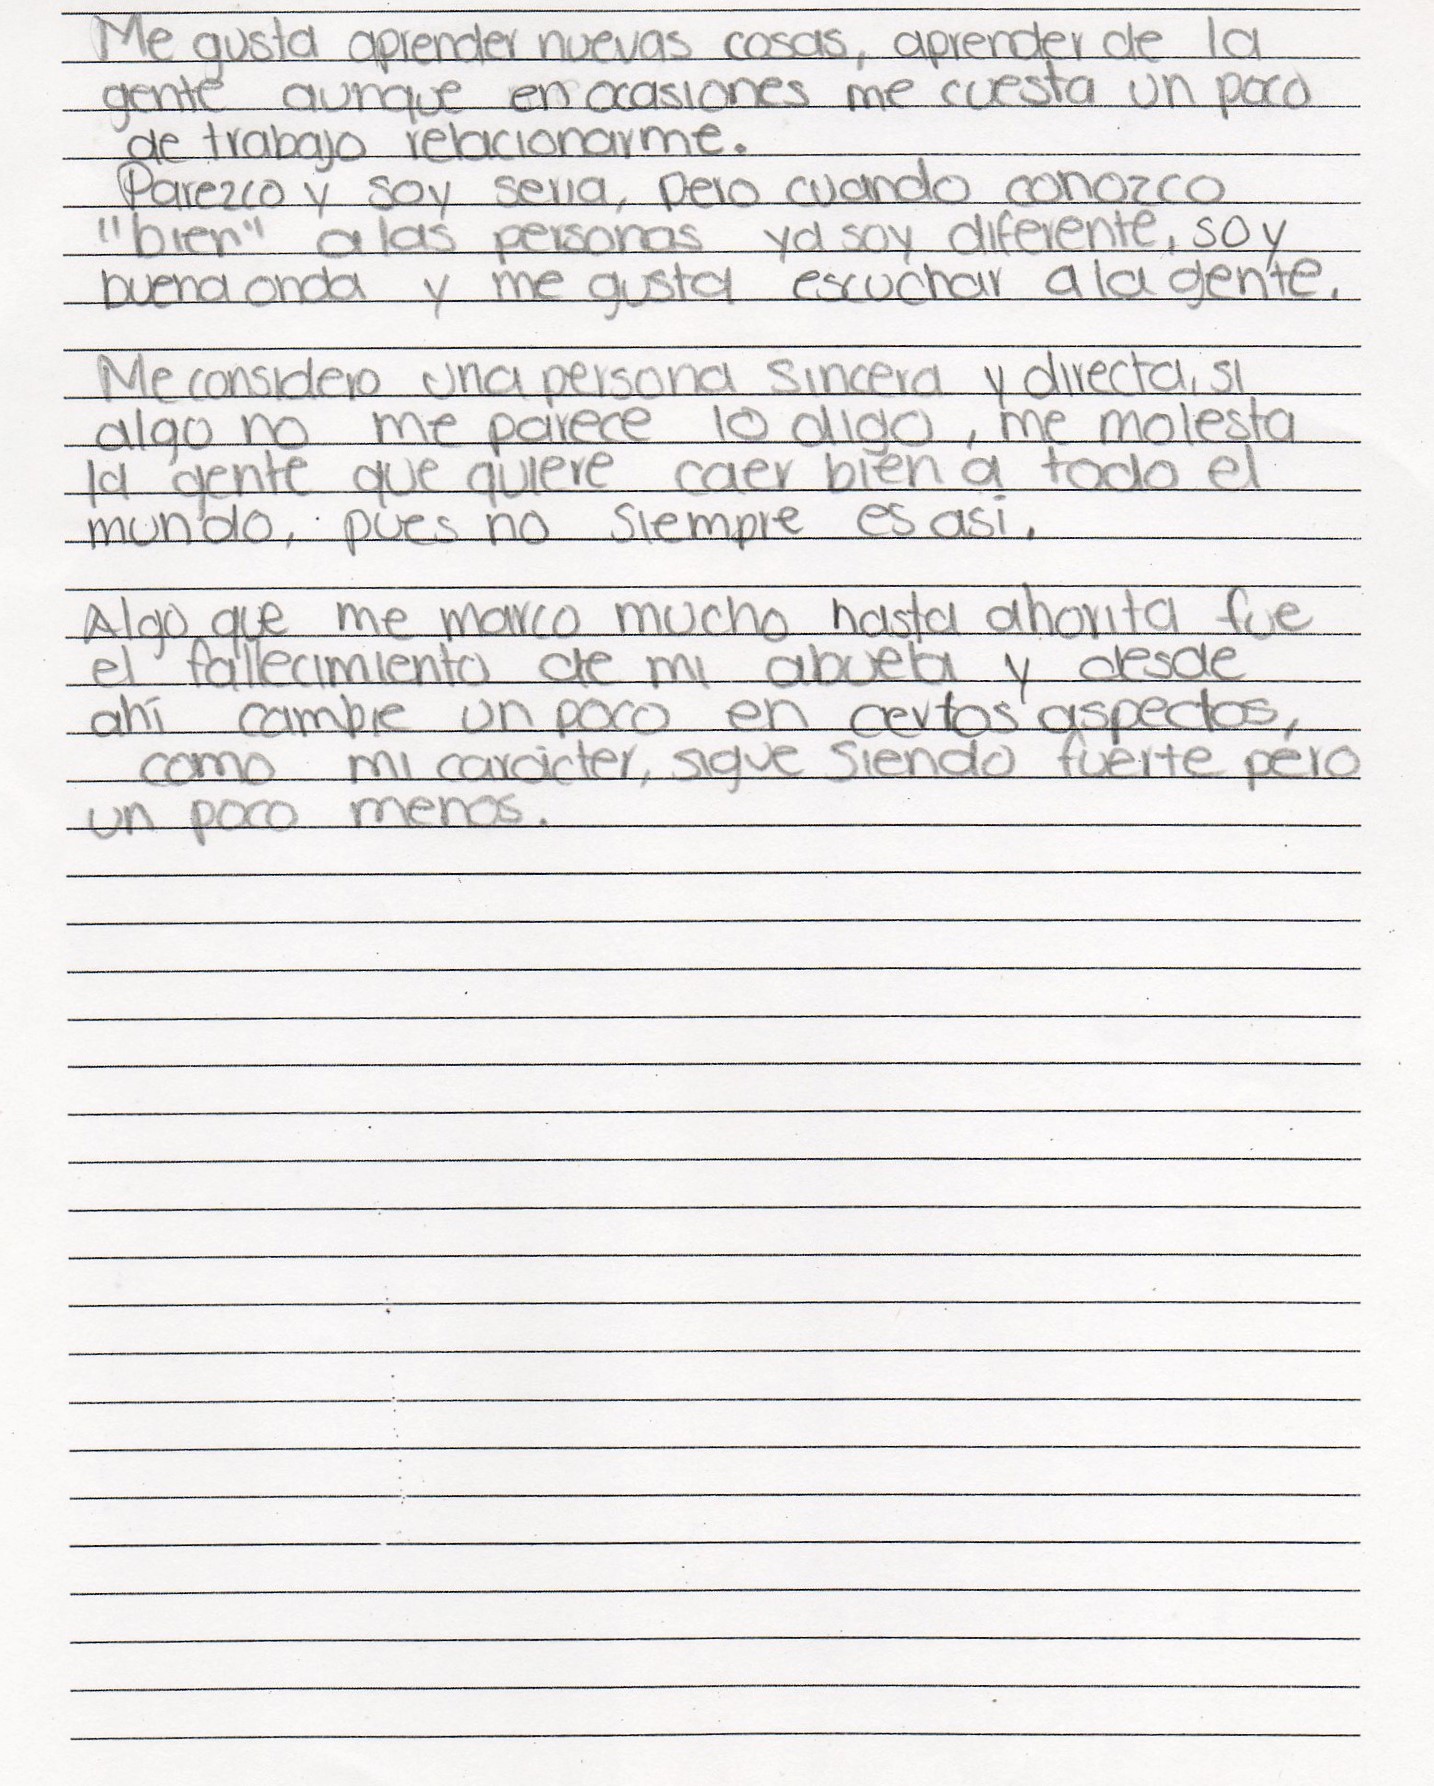 Me gusta aprender nuevas cosas, aprender de la
gente aunque en ocasiones me cuesta un poco
de trabajo relacionarme.
Parezco y soy seria, pero cuando conozco
"bien" a las personas ya soy diferente, soy
buena onda y me gusta escuchar a la gente.
Me considero una persona sincera y directa, si
algo no me parece lo digo, me molesta
la gente que quiere caer bien a todo el
mundo, pues no siempre es asi.
Algo que me marco mucho hasta ahorita fue
el fallecimiento de mi abuela y desde
ahí cambie un poco en certos aspectos,
como mi carácter, sigue siendo fuerte pero
un poco menos.